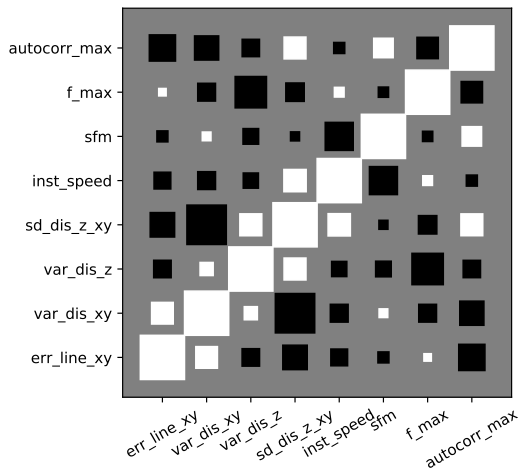 autocorr_max
f_max
sfm
inst_speed
sd_dis_z_xy
var_dis_z
var_dis_xy
err_line_xy
err_line_xy
var_dis_xy
var_dis_z
sd_dis_z_xy
inst_speed
sfm
f_max
autocorr_max